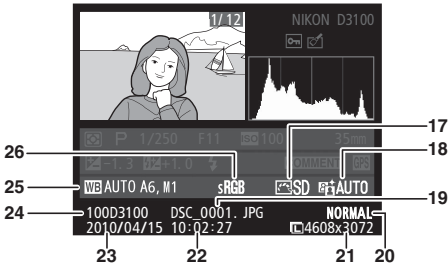 1/12
NIKON D3100
P 1/250 F11 ISO 100 35mm
-1.3 +1.0 COMMENT GPS
WB AUTO A6, M1 sRGB SD AUTO
100D3100 DSC_0001. JPG NORMAL
2010/04/15 10:02:27 L 4608x3072
17
18
19
20
21
22
23
24
25
26